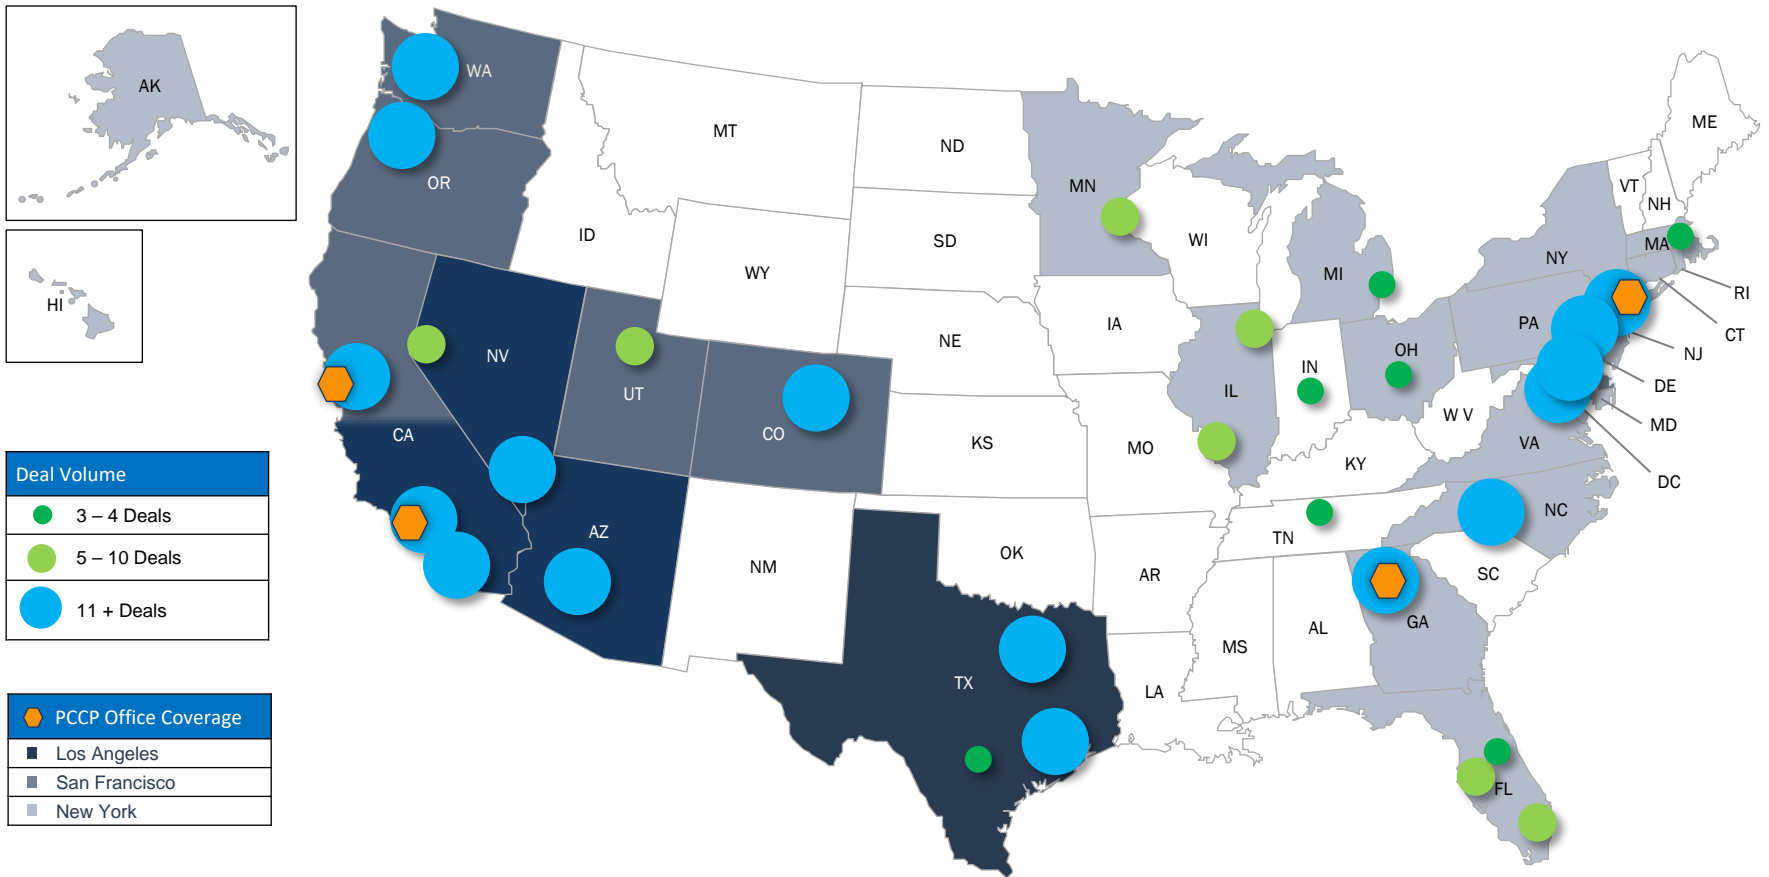 AK
HI
WA
OR
CA
NV
ID
MT
WY
UT
CO
AZ
NM
ND
SD
NE
KS
OK
TX
MN
IA
MO
AR
LA
WI
IL
MI
IN
OH
KY
TN
MS
AL
GA
FL
SC
NC
VA
W V
PA
NY
VT
NH
ME
MA
RI
CT
NJ
DE
MD
DC
Deal Volume
3 – 4 Deals
5 – 10 Deals
11 + Deals
PCCP Office Coverage
Los Angeles
San Francisco
New York